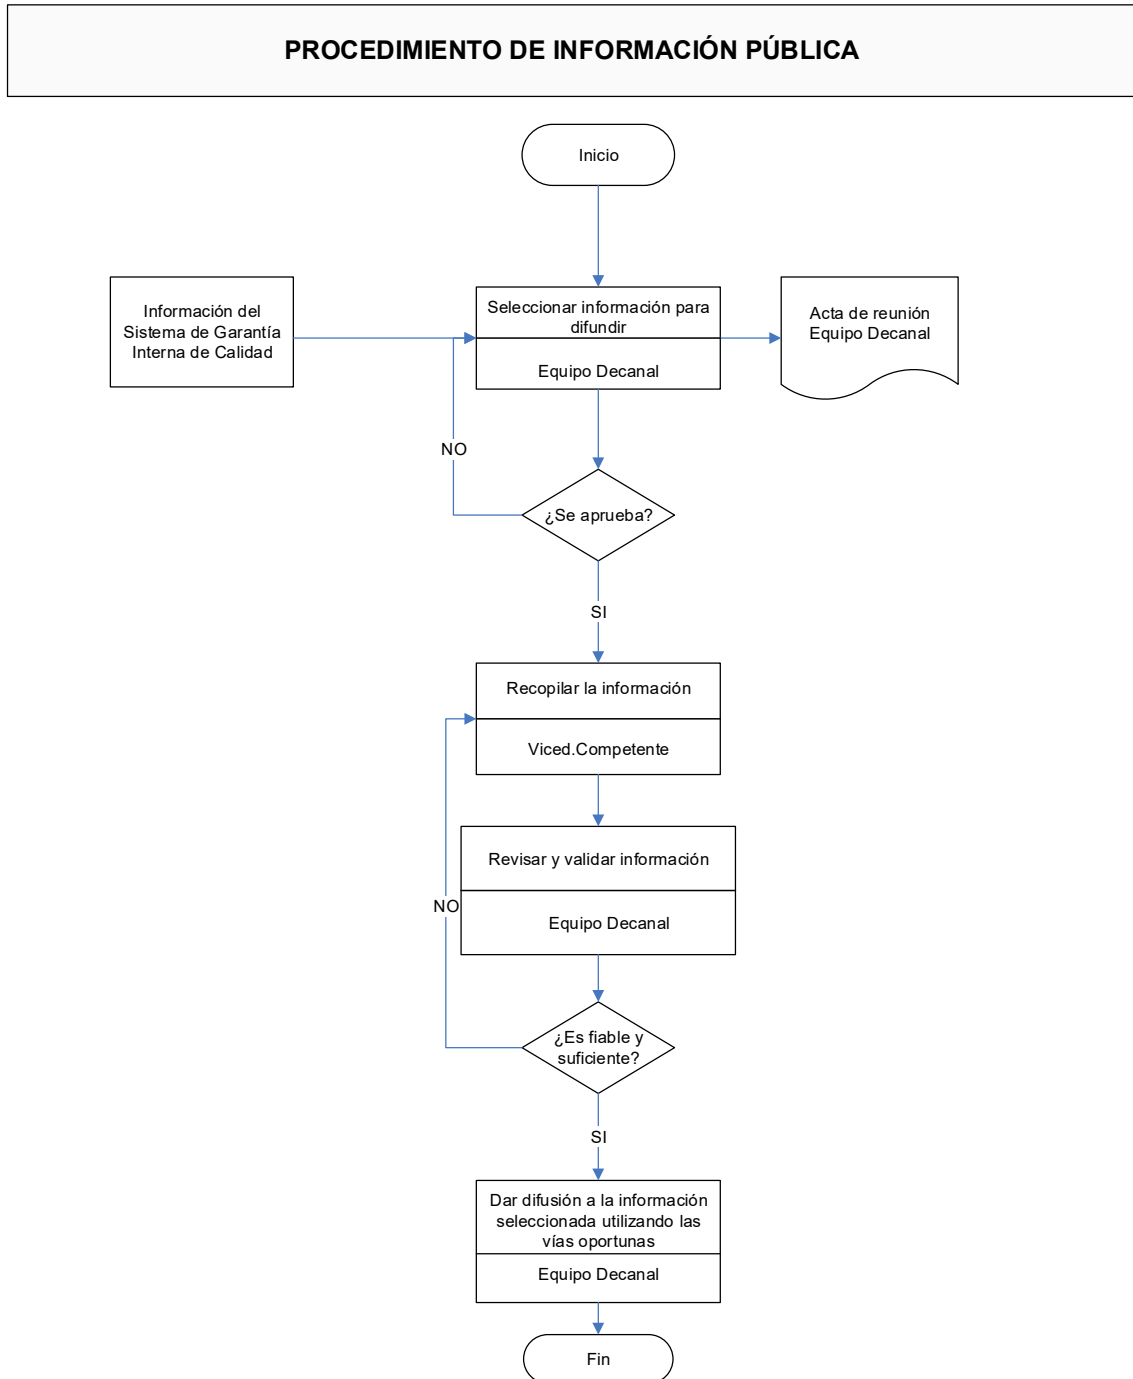 PROCEDIMIENTO DE INFORMACIÓN PÚBLICA
Inicio
Información del
Sistema de Garantía
Interna de Calidad
Seleccionar información para
difundir
Equipo Decanal
Acta de reunión
Equipo Decanal
NO
¿Se aprueba?
SI
Recopilar la información
Viced.Competente
Revisar y validar información
NO
Equipo Decanal
¿Es fiable y
suficiente?
SI
Dar difusión a la información
seleccionada utilizando las
vías oportunas
Equipo Decanal
Fin